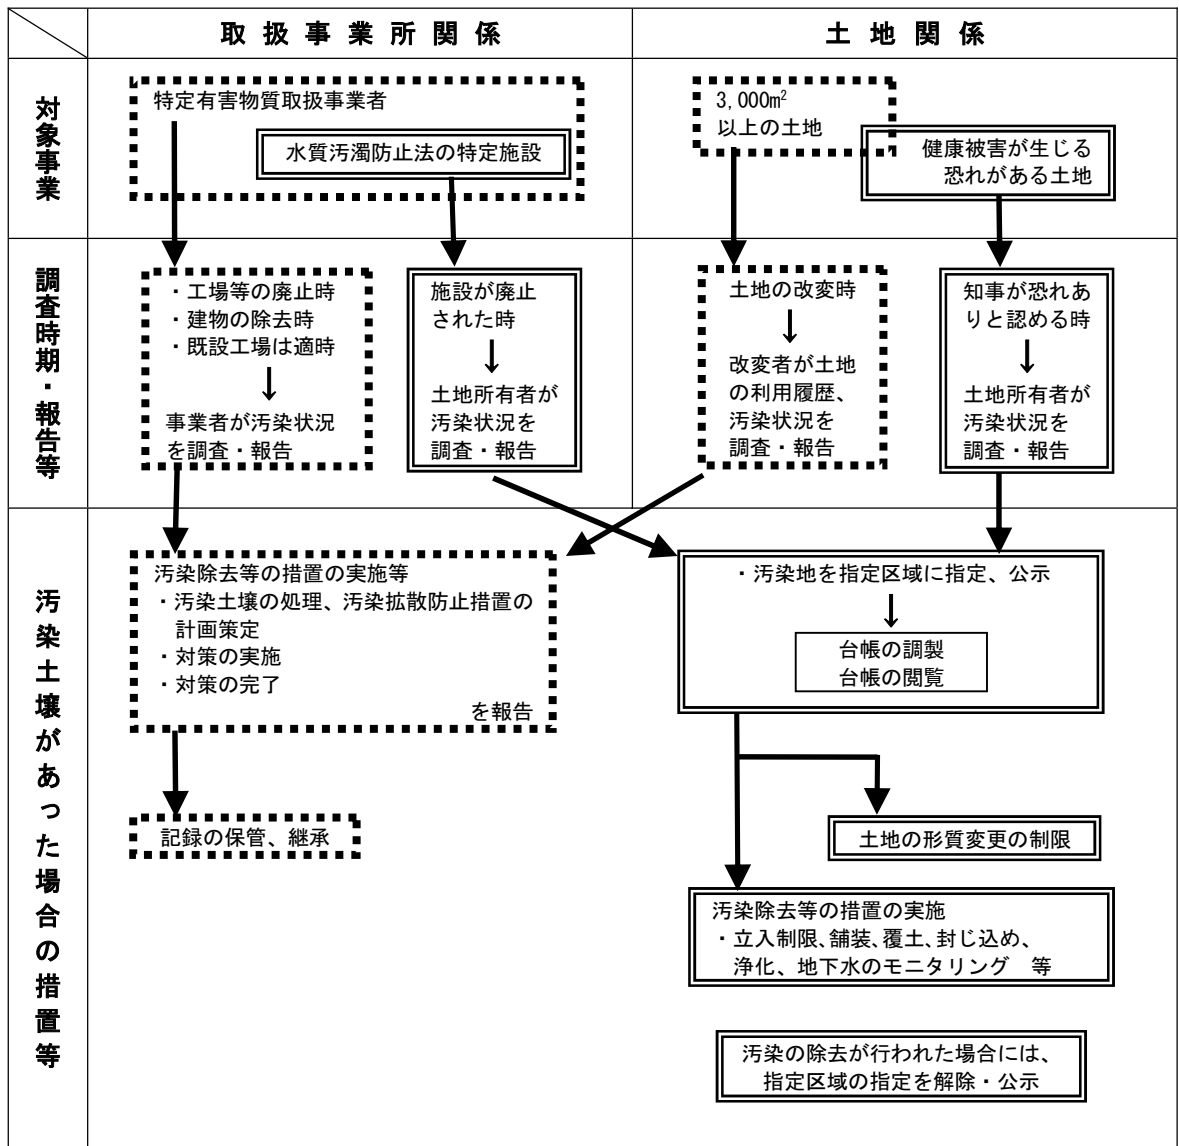 取扱事業所関係
土地関係
対象事業
特定有害物質取扱事業者
水質汚濁防止法の特定施設
3,000m²
以上の土地
健康被害が生じる
恐れがある土地
調査時期・報告等
・工場等の廃止時
・建物の除去時
・既設工場は適時
↓
事業者が汚染状況
を調査・報告
施設が廃止
された時
↓
土地所有者が
汚染状況を
調査・報告
土地の改変時
↓
改変者が土地
の利用履歴、
汚染状況を
調査・報告
知事が恐れあ
りと認める時
↓
土地所有者が
汚染状況を
調査・報告
汚染土壌があった場合の措置等
汚染除去等の措置の実施等
・汚染土壌の処理、汚染拡散防止措置の
計画策定
・対策の実施
・対策の完了
を報告
記録の保管、継承
・汚染地を指定区域に指定、公示
↓
台帳の調製
台帳の閲覧
土地の形質変更の制限
汚染除去等の措置の実施
・立入制限、舗装、覆土、封じ込め、
浄化、地下水のモニタリング　等
汚染の除去が行われた場合には、
指定区域の指定を解除・公示